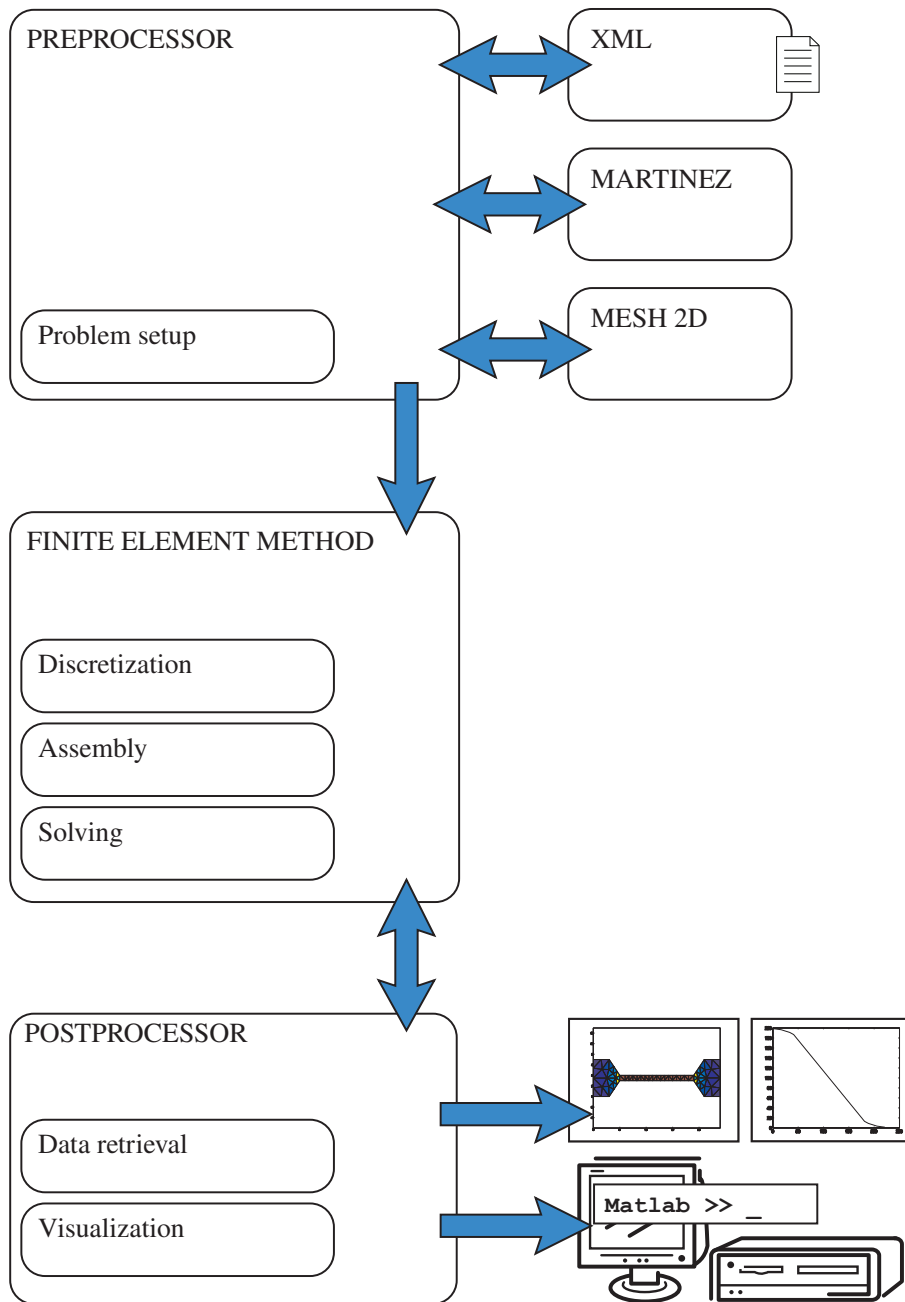 PREPROCESSOR
XML
MARTINEZ
Problem setup
MESH 2D
FINITE ELEMENT METHOD
Discretization
Assembly
Solving
POSTPROCESSOR
Data retrieval
Matlab >> _
Visualization